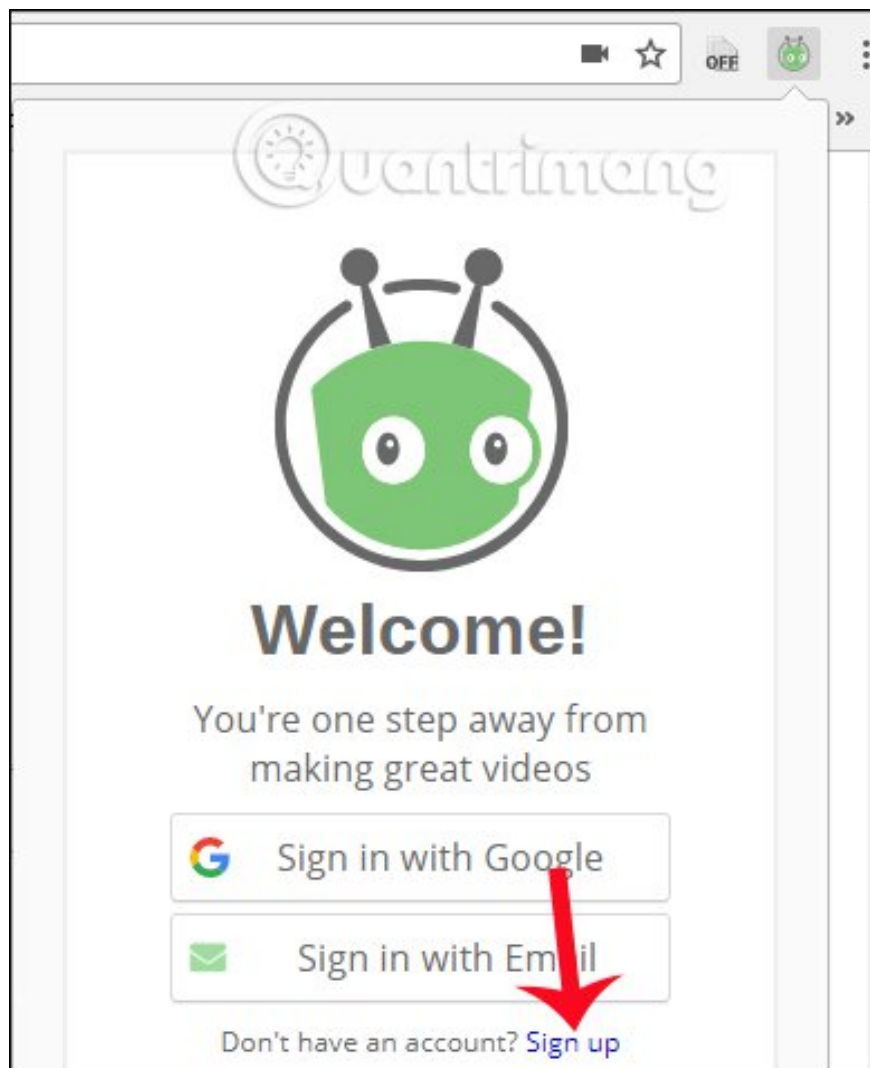 OFF
»
Quantrimang
Welcome!
You're one step away from
making great videos
Sign in with Google
Sign in with Email
Don't have an account? Sign up